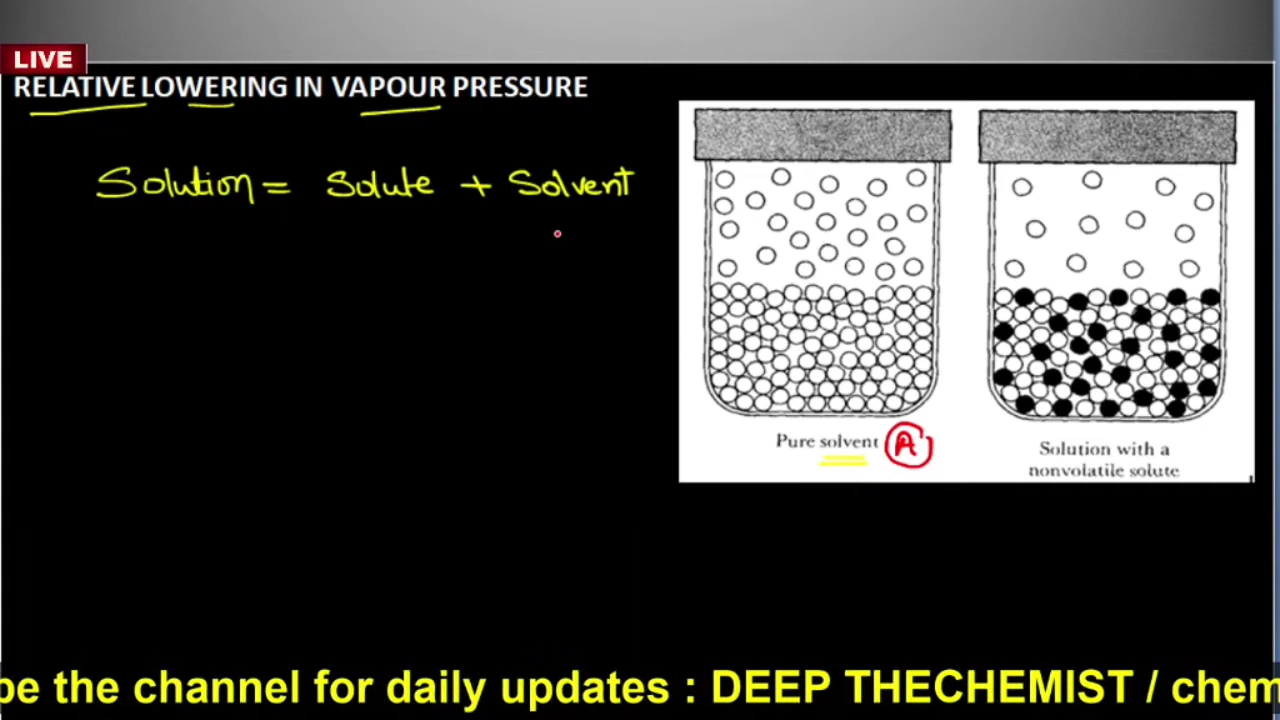 LIVE
RELATIVE LOWERING IN VAPOUR PRESSURE
Solution = Solute + Solvent
Pure solvent A
Solution with a
nonvolatile solute
be the channel for daily updates : DEEP THECHEMIST / chem